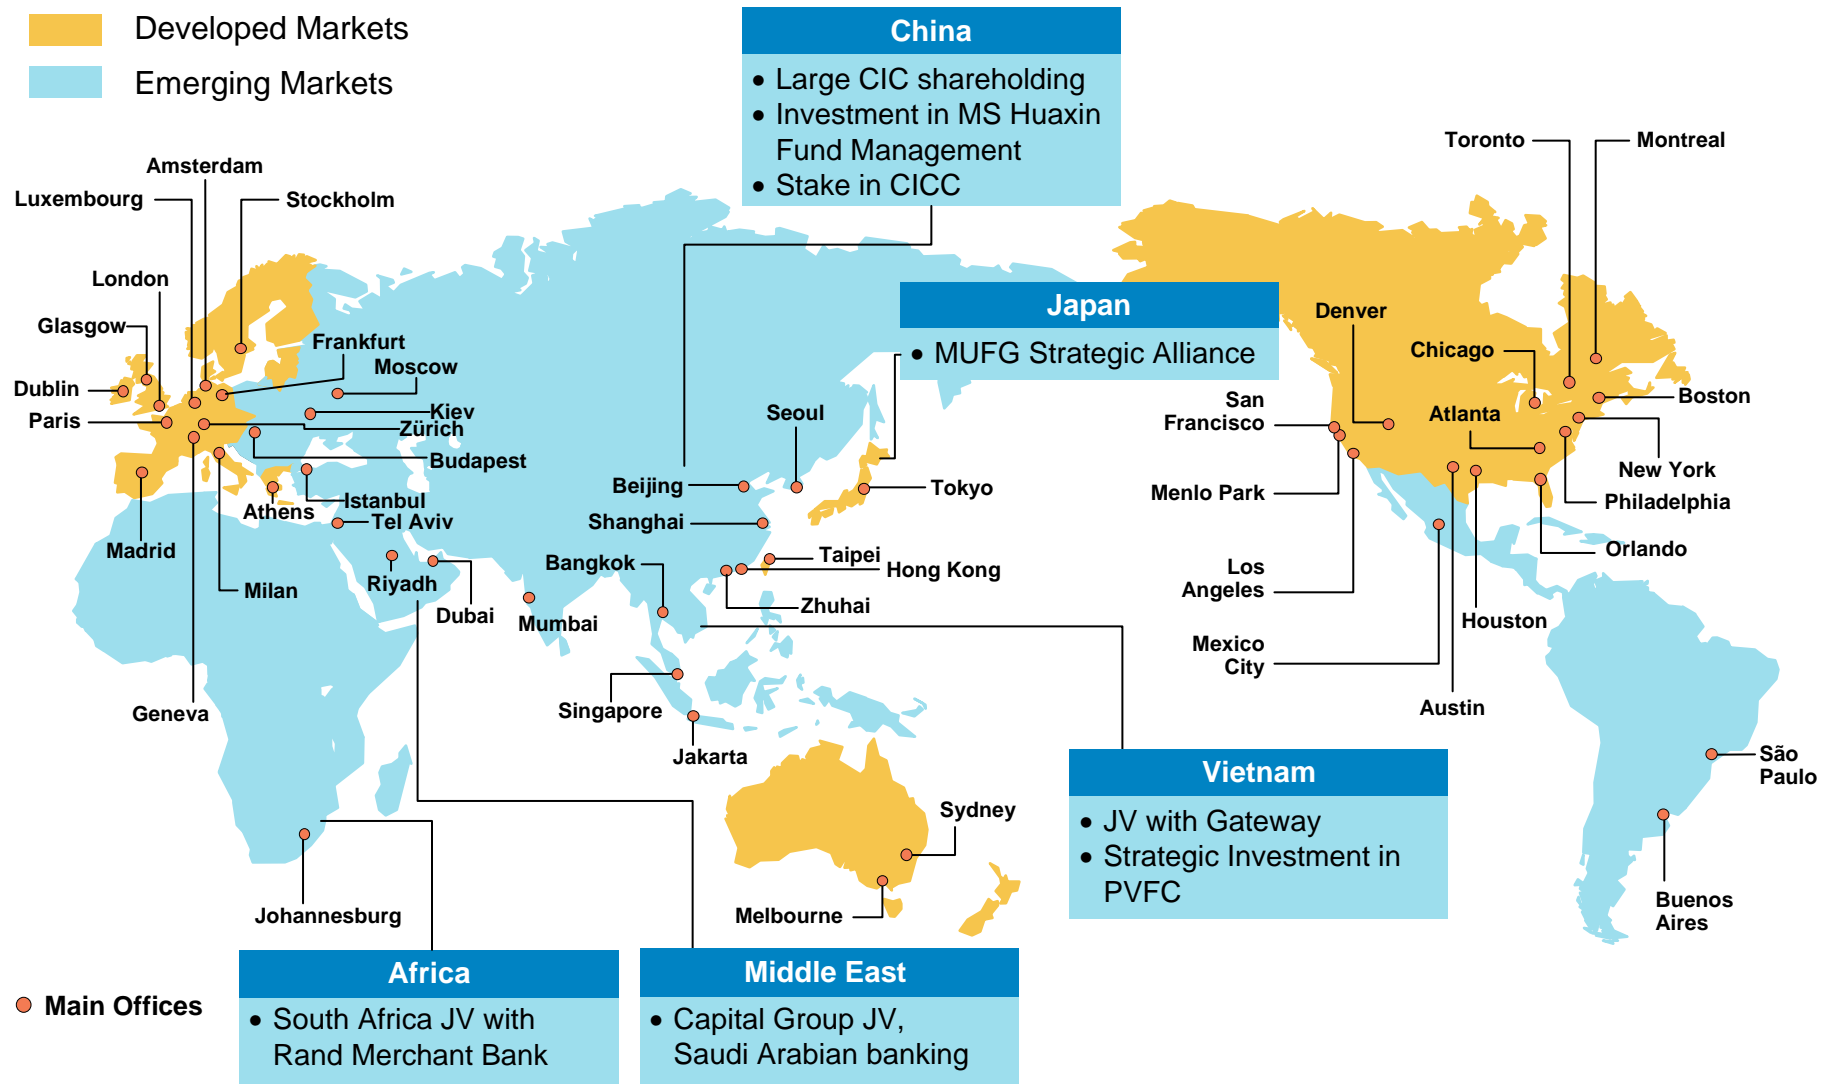 Developed Markets
Emerging Markets
China
• Large CIC shareholding
• Investment in MS Huaxin
Fund Management
• Stake in CICC
Toronto
Montreal
Amsterdam
Luxembourg
Stockholm
London
Glasgow
Frankfurt
Moscow
Dublin
Paris
Kiev
Zürich
Budapest
Istanbul
Athens
Tel Aviv
Madrid
Milan
Riyadh
Dubai
Geneva
Japan
• MUFG Strategic Alliance
Seoul
Beijing
Tokyo
Shanghai
Bangkok
Taipei
Hong Kong
Zhuhai
Mumbai
Singapore
Jakarta
Denver
Chicago
San
Francisco
Atlanta
Boston
Menlo Park
New York
Philadelphia
Orlando
Los
Angeles
Houston
Mexico
City
Austin
São
Paulo
Buenos
Aires
Sydney
Melbourne
Johannesburg
Vietnam
• JV with Gateway
• Strategic Investment in
PVFC
Main Offices
Africa
• South Africa JV with
Rand Merchant Bank
Middle East
• Capital Group JV,
Saudi Arabian banking